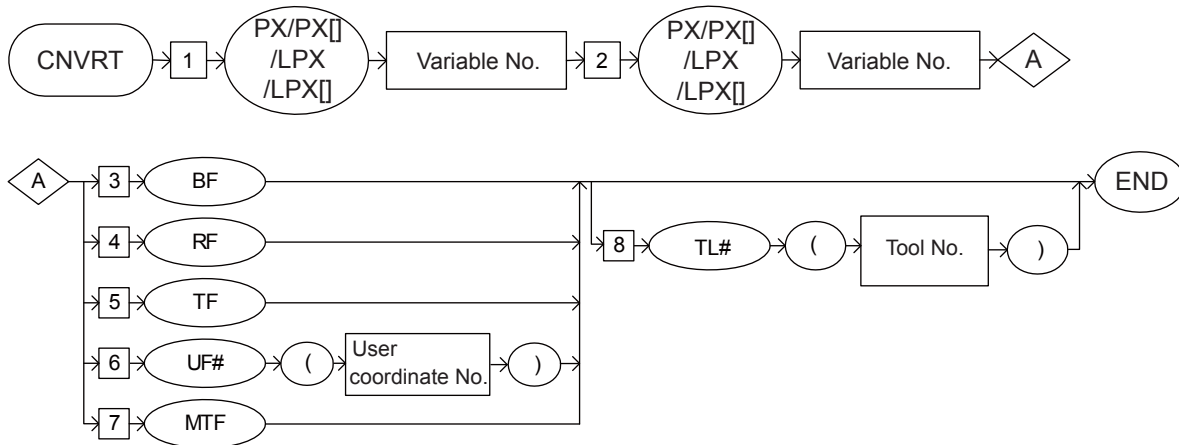 CNVRT
1
PX/PX[]
/LPX
/LPX[]
Variable No.
2
PX/PX[]
/LPX
/LPX[]
Variable No.
A
A
3
BF
END
4
RF
8
TL#
(
Tool No.
)
5
TF
6
UF#
(
User
coordinate No.
)
7
MTF